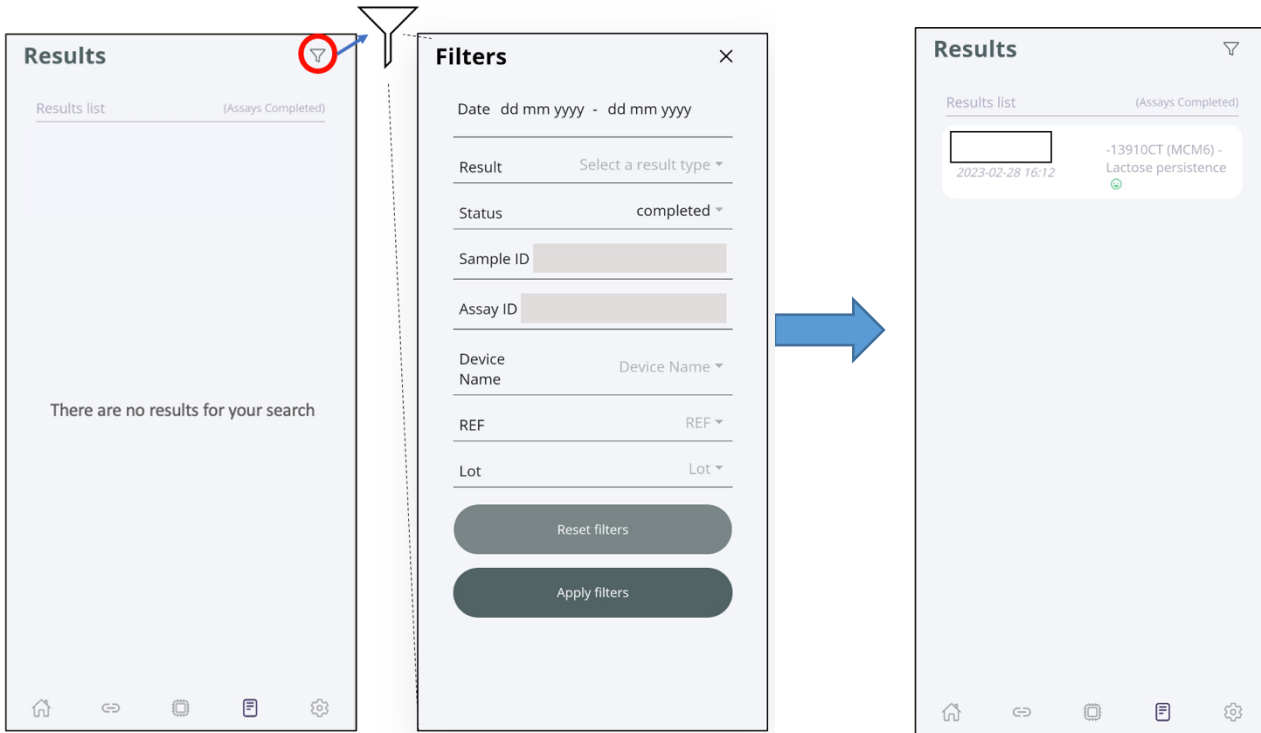 Results
Results list (Assays Completed)
There are no results for your search
Filters
Date dd mm yyyy - dd mm yyyy
Result Select a result type
Status completed
Sample ID
Assay ID
Device
Name Device Name
REF REF
Lot Lot
Reset filters
Apply filters
Results
Results list (Assays Completed)
-13910CT (MCM6) -
2023-02-28 16:12 Lactose persistence